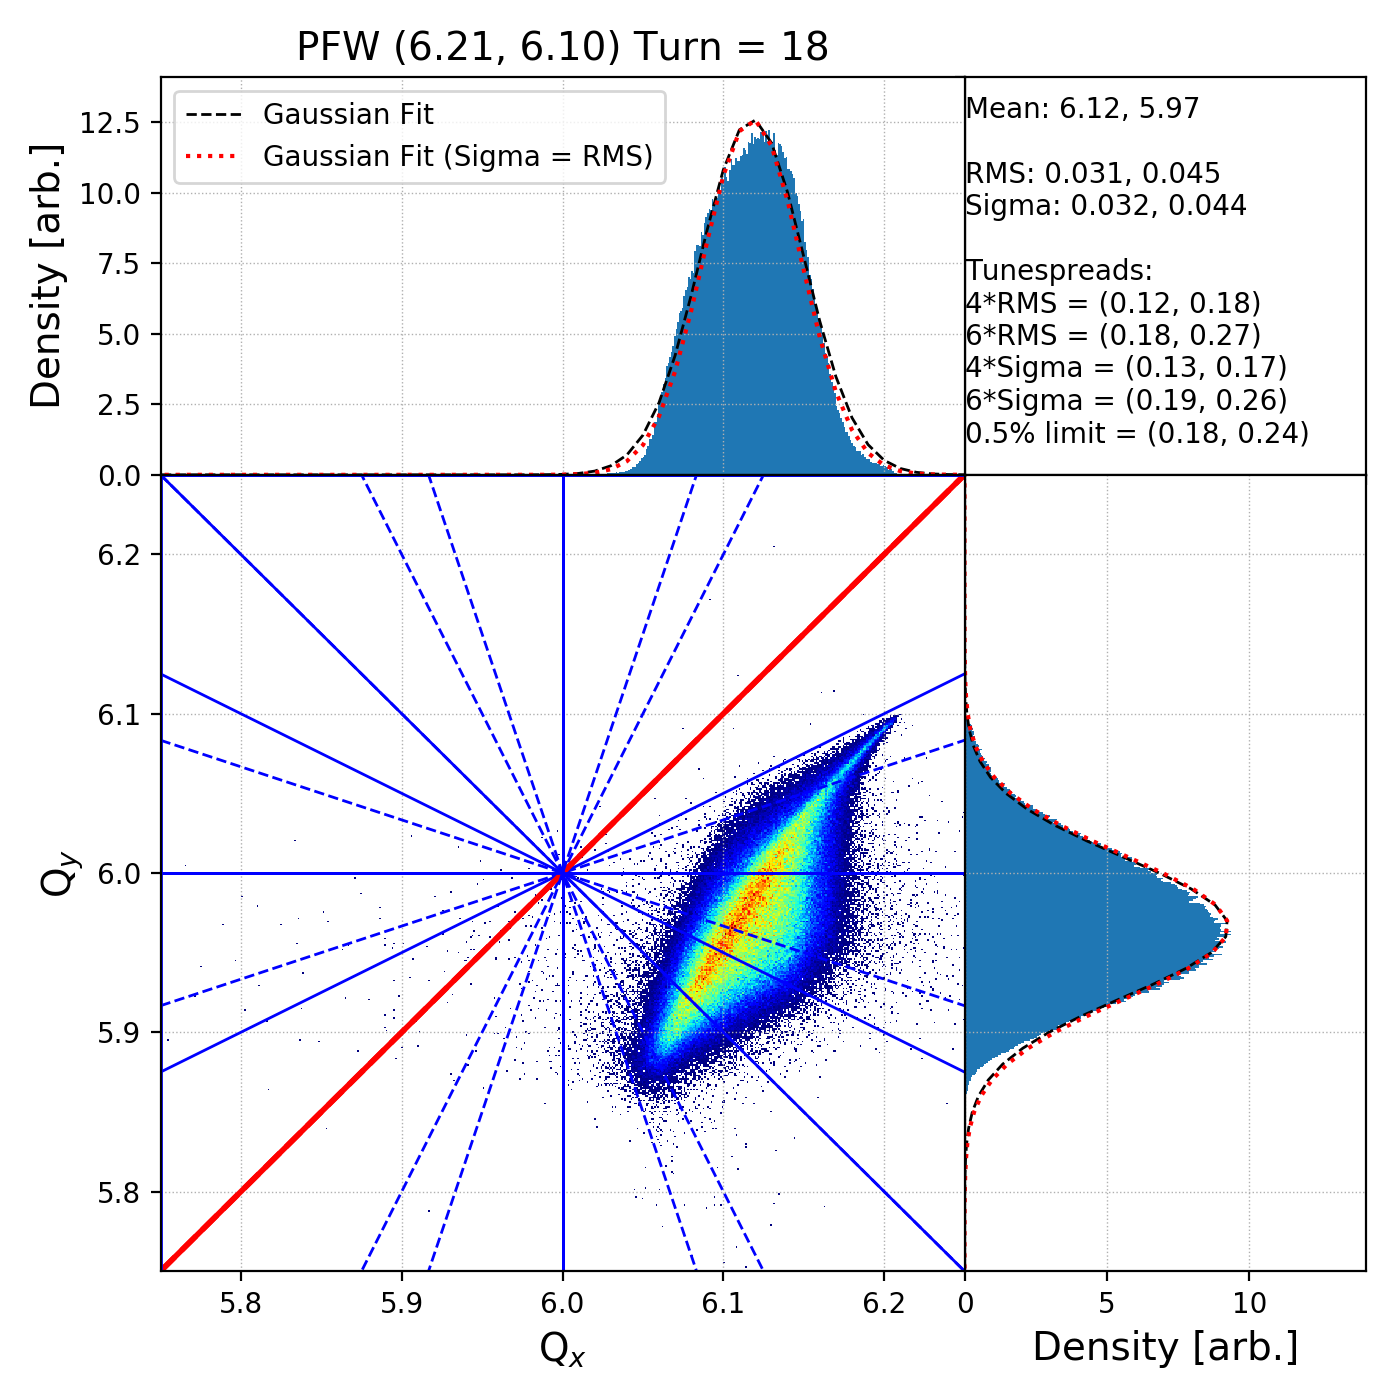 PFW (6.21, 6.10) Turn = 18
Gaussian Fit
Gaussian Fit (Sigma = RMS)
Density [arb.]
12.5
10.0
7.5
5.0
2.5
0.0
Mean: 6.12, 5.97
RMS: 0.031, 0.045
Sigma: 0.032, 0.044
Tunespreads:
4*RMS = (0.12, 0.18)
6*RMS = (0.18, 0.27)
4*Sigma = (0.13, 0.17)
6*Sigma = (0.19, 0.26)
0.5% limit = (0.18, 0.24)
Qy
6.2
6.1
6.0
5.9
5.8
5.8 5.9 6.0 6.1 6.2
Qx
0 5 10
Density [arb.]